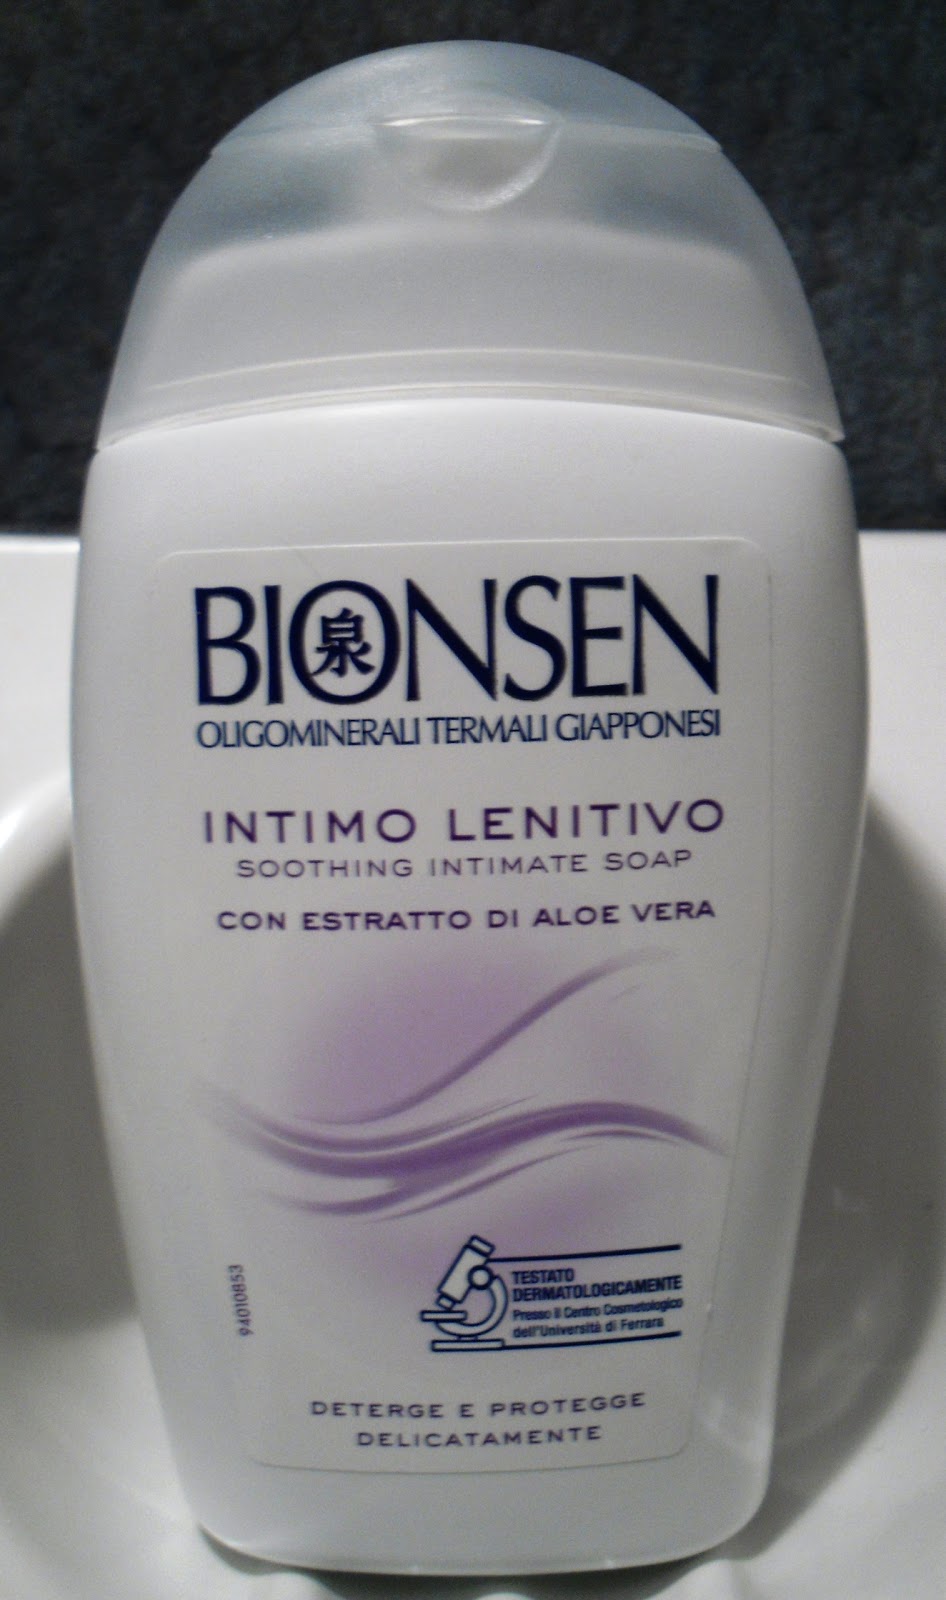 BIONSEN
泉
OLIGOMINERALI TERMALI GIAPPONESI
INTIMO LENITIVO
SOOTHING INTIMATE SOAP
CON ESTRATTO DI ALOE VERA
94010853
TESTATO
DERMATOLOGICAMENTE
Presso il Centro Cosmetologico
dell'Università di Ferrara
DETERGE E PROTEGGE
DELICATAMENTE